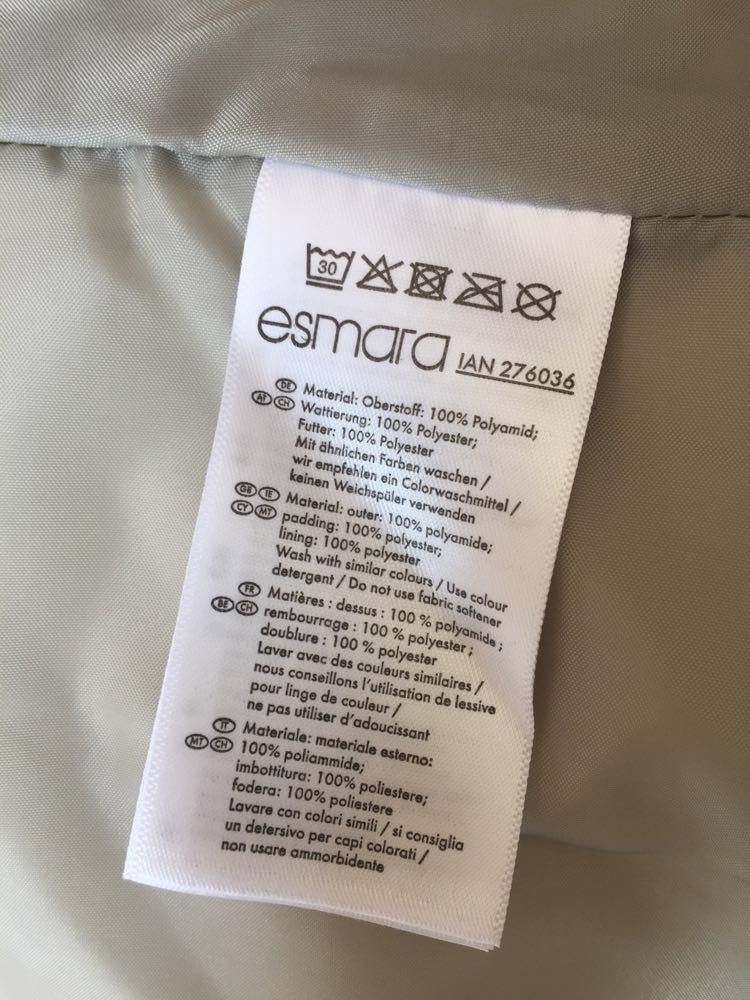 30
esmara IAN 276036
DE Material: Oberstoff: 100% Polyamid;
AT CH Wattierung: 100% Polyester;
Futter: 100% Polyester
Mit ähnlichen Farben waschen /
wir empfehlen ein Colorwaschmittel /
keinen Weichspüler verwenden
GB IE Material: outer: 100% polyamide;
CY MT padding: 100% polyester;
lining: 100% polyester
Wash with similar colours / Use colour
detergent / Do not use fabric softener
FR Matières : dessus : 100 % polyamide ;
BE CH rembourrage : 100 % polyester ;
doublure : 100 % polyester
Laver avec des couleurs similaires /
nous conseillons l'utilisation de lessive
pour linge de couleur /
ne pas utiliser d'adoucissant
IT Materiale: materiale esterno:
MT CH 100% poliammide;
imbottitura: 100% poliestere;
fodera: 100% poliestere
Lavare con colori simili / si consiglia
un detersivo per capi colorati /
non usare ammorbidente